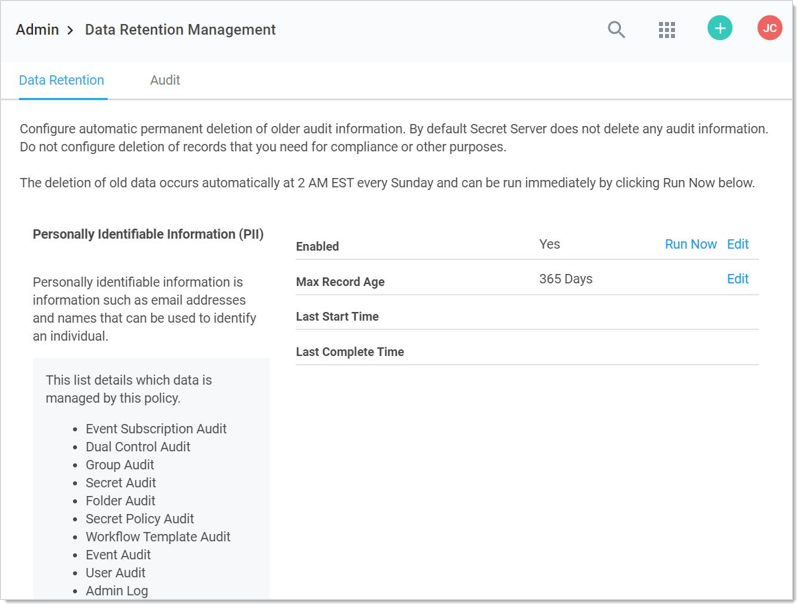 Admin > Data Retention Management
+
JC
Data Retention
Audit
Configure automatic permanent deletion of older audit information. By default Secret Server does not delete any audit information.
Do not configure deletion of records that you need for compliance or other purposes.
The deletion of old data occurs automatically at 2 AM EST every Sunday and can be run immediately by clicking Run Now below.
Personally Identifiable Information (PII)
Personally identifiable information is
information such as email addresses
and names that can be used to identify
an individual.
This list details which data is
managed by this policy.
• Event Subscription Audit
• Dual Control Audit
• Group Audit
• Secret Audit
• Folder Audit
• Secret Policy Audit
• Workflow Template Audit
• Event Audit
• User Audit
• Admin Log
Enabled Yes Run Now Edit
Max Record Age 365 Days Edit
Last Start Time
Last Complete Time